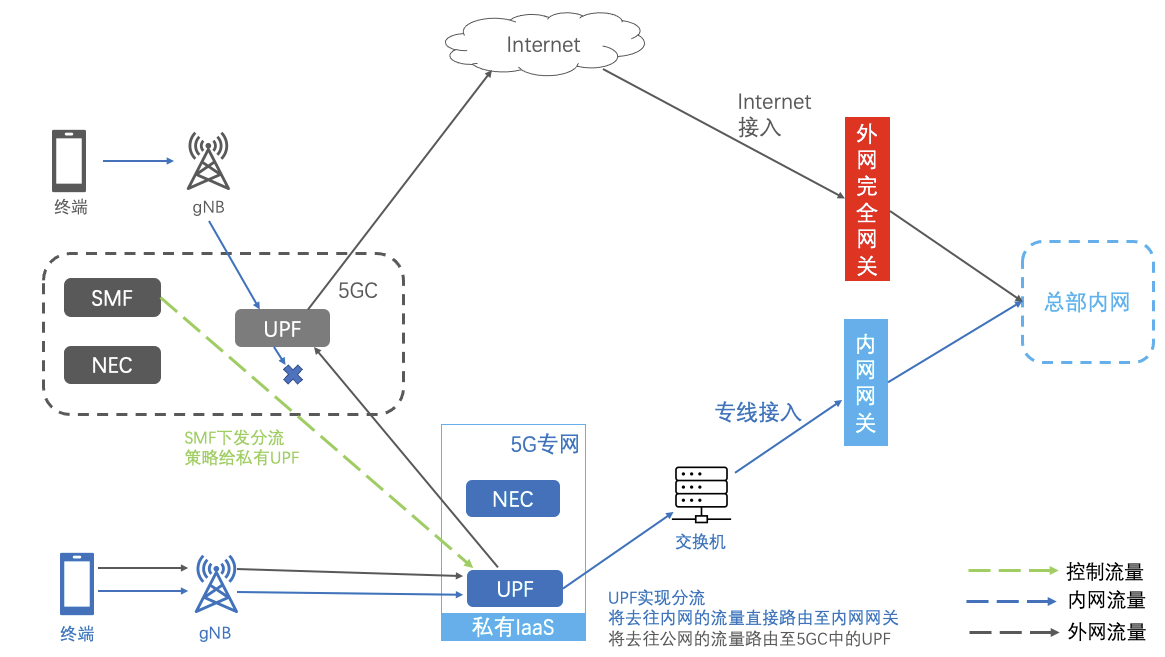 Internet
Internet
接入
外网完全网关
终端
gNB
5GC
SMF
UPF
NEC
总部内网
内网网关
专线接入
SMF下发分流
策略给私有UPF
5G专网
NEC
交换机
UPF
私有IaaS
终端
gNB
UPF实现分流
将去往内网的流量直接路由至内网网关
将去往公网的流量路由至5GC中的UPF
控制流量
内网流量
外网流量